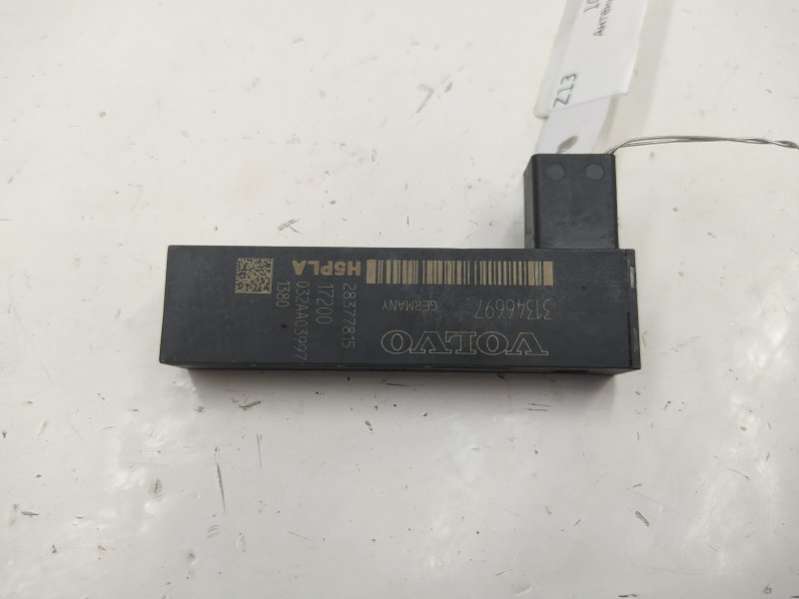 VOLVO
31346697
GERMANY
28377815
17200
032AA03997
1380
H5PLA
Z13